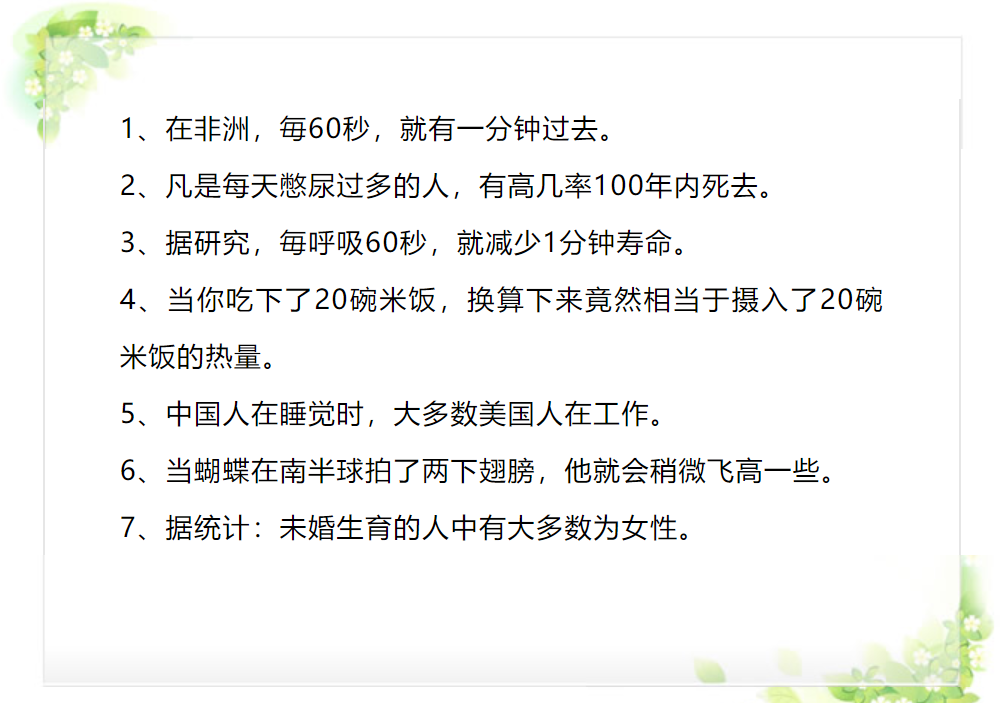 1、在非洲，每60秒，就有一分钟过去。
2、凡是每天憋尿过多的人，有高几率100年内死去。
3、据研究，每呼吸60秒，就减少1分钟寿命。
4、当你吃下了20碗米饭，换算下来竟然相当于摄入了20碗
米饭的热量。
5、中国人在睡觉时，大多数美国人在工作。
6、当蝴蝶在南半球拍了两下翅膀，他就会稍微飞高一些。
7、据统计：未婚生育的人中有大多数为女性。